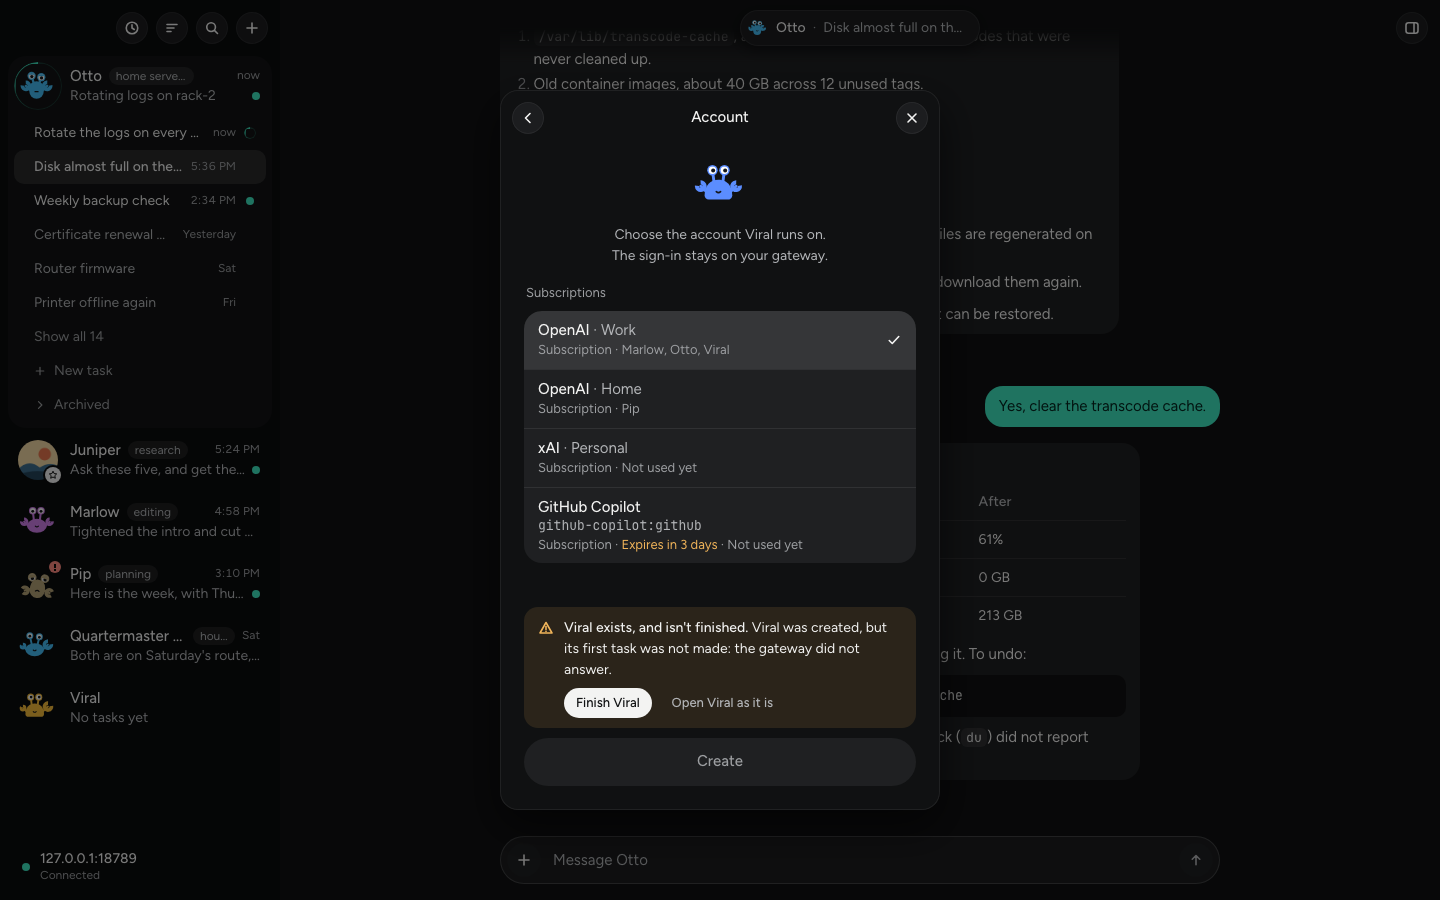 Otto · Disk almost full on th...
Otto home serve... now
Rotating logs on rack-2
Rotate the logs on every ... now
Disk almost full on the... 5:36 PM
Weekly backup check 2:34 PM
Certificate renewal ... Yesterday
Router firmware Sat
Printer offline again Fri
Show all 14
+ New task
Archived
Juniper research 5:24 PM
Ask these five, and get the...
Marlow editing 4:58 PM
Tightened the intro and cut ...
Pip planning 3:10 PM
Here is the week, with Thu...
Quartermaster ... hou... Sat
Both are on Saturday's route,...
Viral
No tasks yet
127.0.0.1:18789
Connected
1. /var/lib/transcode-cache, that were
never cleaned up.
2. Old container images, about 40 GB across 12 unused tags.
are regenerated on
download them again.
can be restored.
Yes, clear the transcode cache.
After
61%
0 GB
213 GB
it. To undo:
(du) did not report
Message Otto
Account
Choose the account Viral runs on.
The sign-in stays on your gateway.
Subscriptions
OpenAI · Work
Subscription · Marlow, Otto, Viral
OpenAI · Home
Subscription · Pip
xAI · Personal
Subscription · Not used yet
GitHub Copilot
github-copilot:github
Subscription · Expires in 3 days · Not used yet
Viral exists, and isn't finished. Viral was created, but
its first task was not made: the gateway did not
answer.
Finish Viral Open Viral as it is
Create